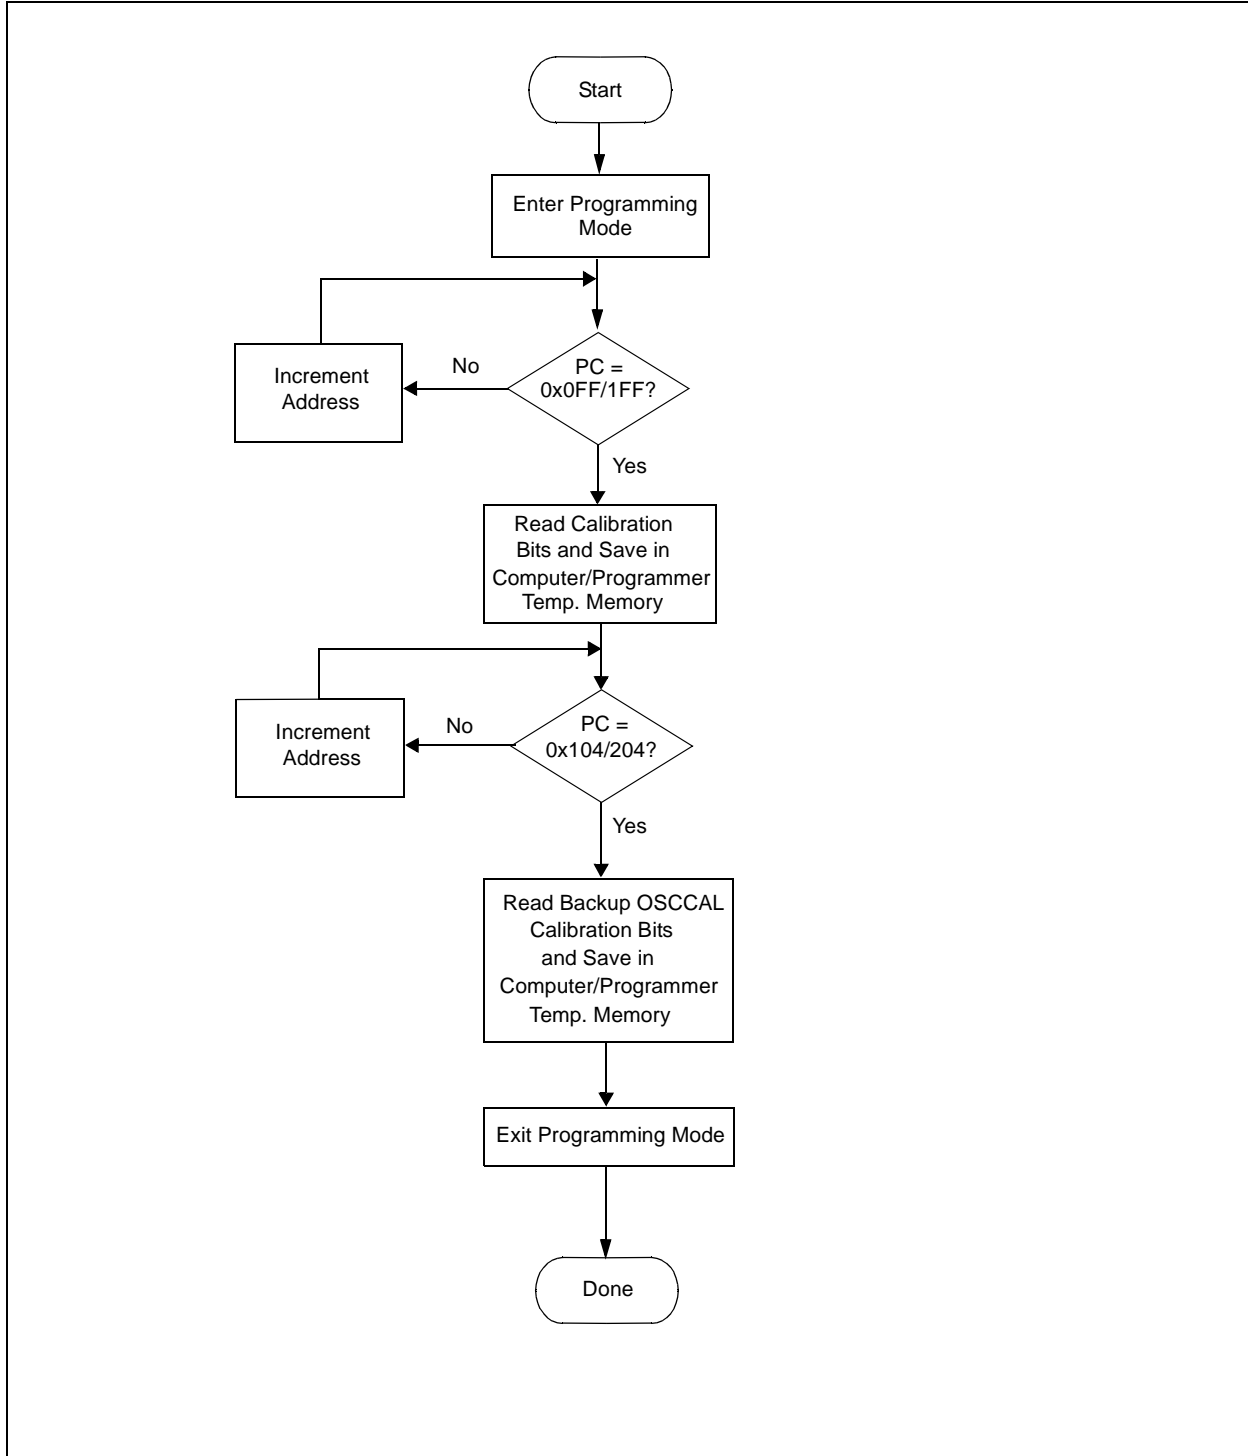 Start
Enter Programming
Mode
No
PC =
0x0FF/1FF?
Increment
Address
Yes
Read Calibration
Bits and Save in
Computer/Programmer
Temp. Memory
No
PC =
0x104/204?
Increment
Address
Yes
Read Backup OSCCAL
Calibration Bits
and Save in
Computer/Programmer
Temp. Memory
Exit Programming Mode
Done